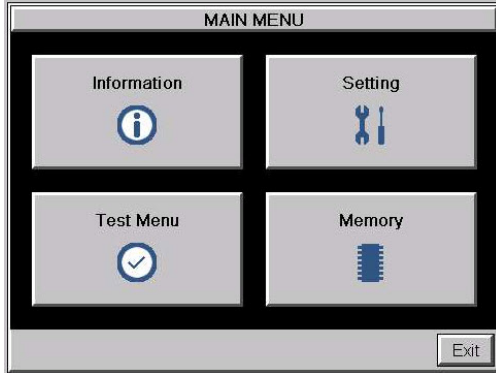 MAIN MENU
Information
Setting
Test Menu
Memory
Exit